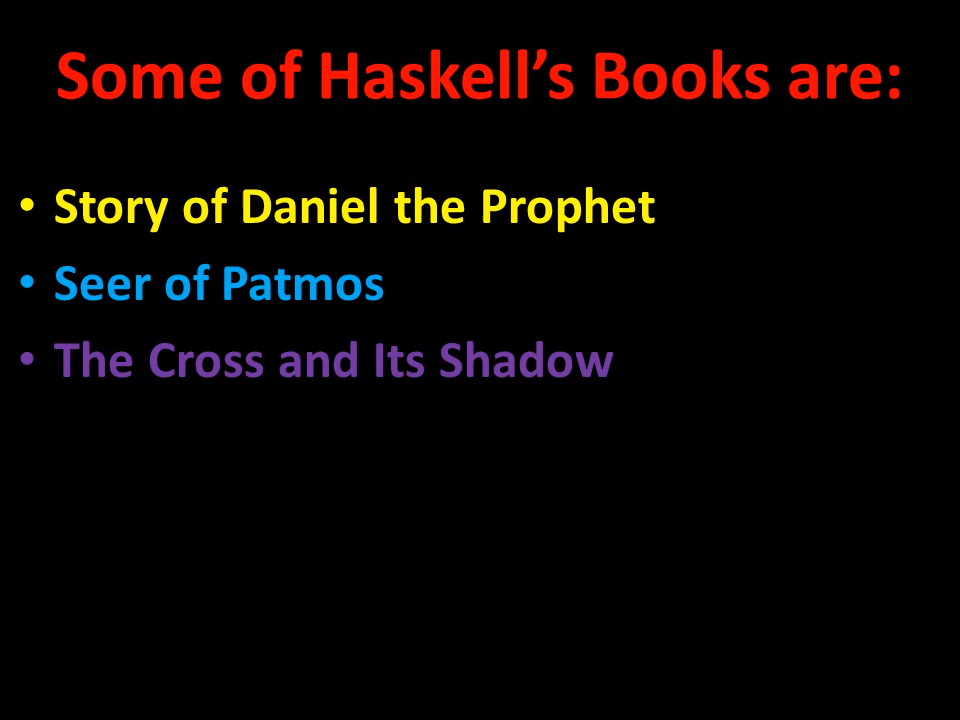 Some of Haskell’s Books are:
• Story of Daniel the Prophet
• Seer of Patmos
• The Cross and Its Shadow